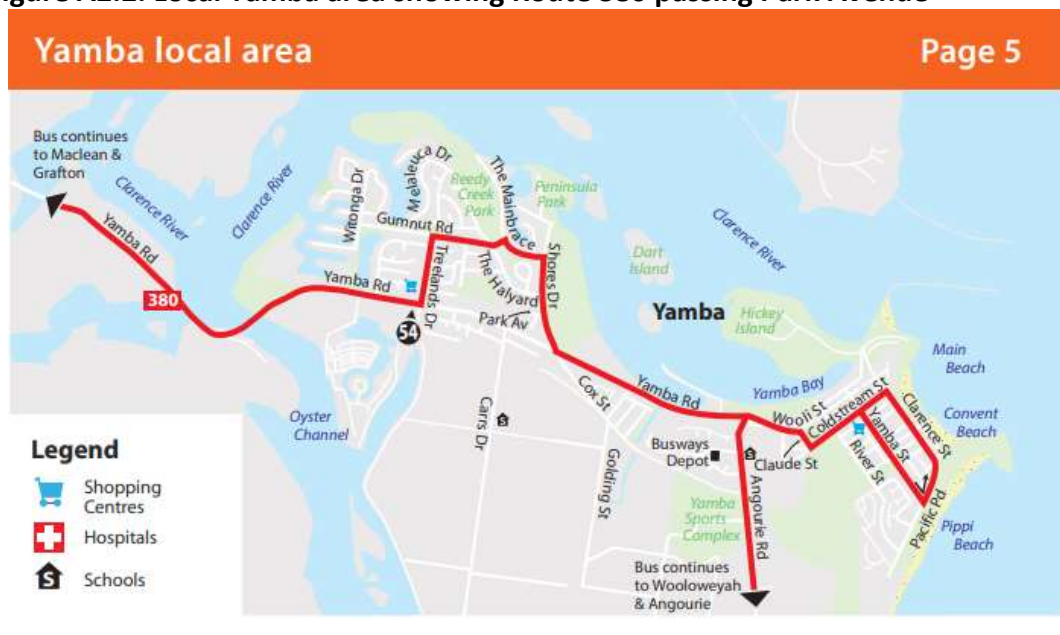 Yamba local area
Page 5
Bus continues
to Maclean &
Grafton
Clarence River
Clarence River
Yamba Rd
380
Witonga Dr
Melaleuca Dr
Gumnut Rd
Reedy
Creek
Park
The Mainbrace
Peninsula
Park
Yamba Rd
Treelands Dr
The Halyard
Shores Dr
Park Av
54
Dart
Island
Clarence River
Yamba
Hickey
Island
Main
Beach
Oyster
Channel
Carrs Dr
S
Cox St
Yamba Rd
Yamba Bay
Wooli St
Coldstream St
Clarence St
Convent
Beach
Golding St
Busways
Depot
S
Claude St
Yamba St
River St
Angourie Rd
Yamba
Sports
Complex
Pacific Rd
Pippi
Beach
Bus continues
to Wooloweyah
& Angourie
Legend
Shopping
Centres
Hospitals
S
Schools